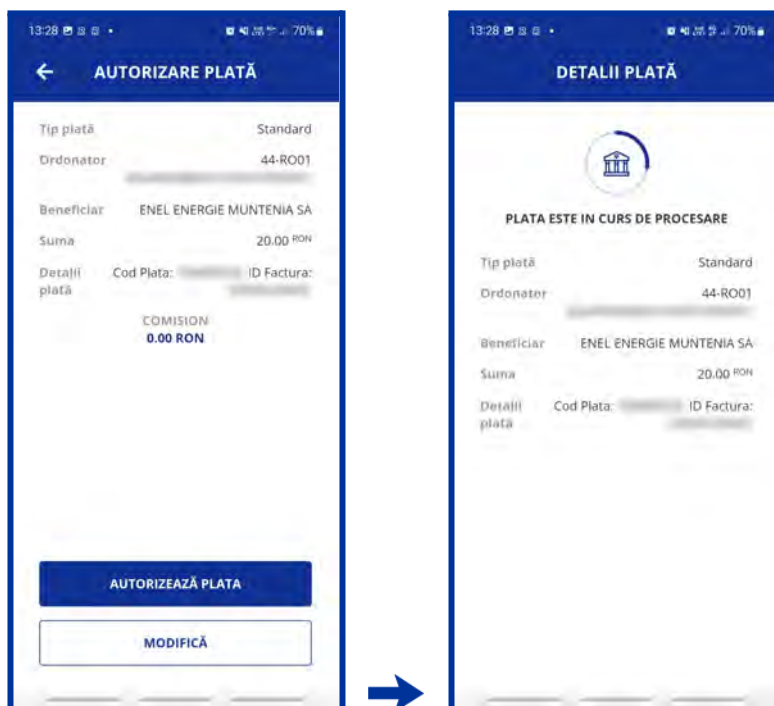 13:28
70%
AUTORIZARE PLATĂ
Tip plată Standard
Ordonator 44-RO01
Beneficiar ENEL ENERGIE MUNTENIA SA
Suma 20.00 RON
Detalii plată Cod Plata: ID Factura:
COMISION
0.00 RON
AUTORIZEAZĂ PLATA
MODIFICĂ
13:28
70%
DETALII PLATĂ
PLATA ESTE IN CURS DE PROCESARE
Tip plată Standard
Ordonator 44-RO01
Beneficiar ENEL ENERGIE MUNTENIA SA
Suma 20.00 RON
Detalii plată Cod Plata: ID Factura: